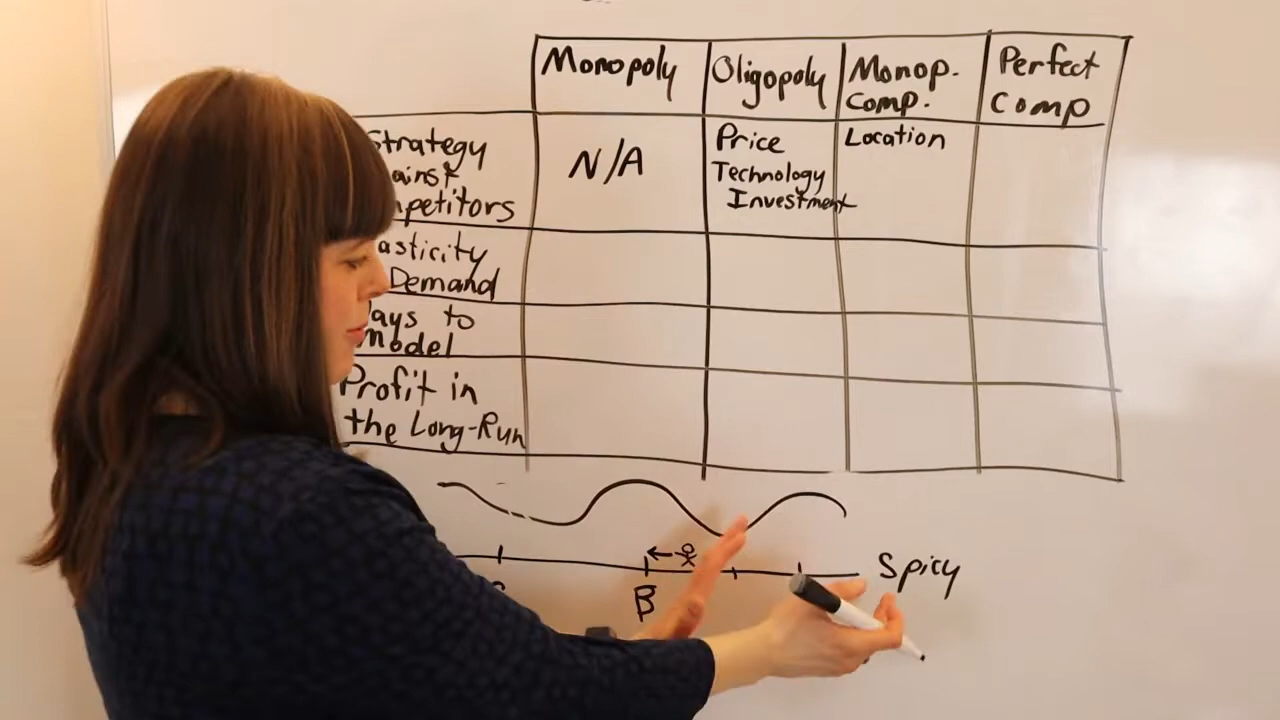 Monopoly
Oligopoly
Monop.
Comp.
Perfect
Comp
Strategy
N/A
Price
Technology
Investment
Location
Demand
to
Model
Profit in
the Long-Run
Spicy
B